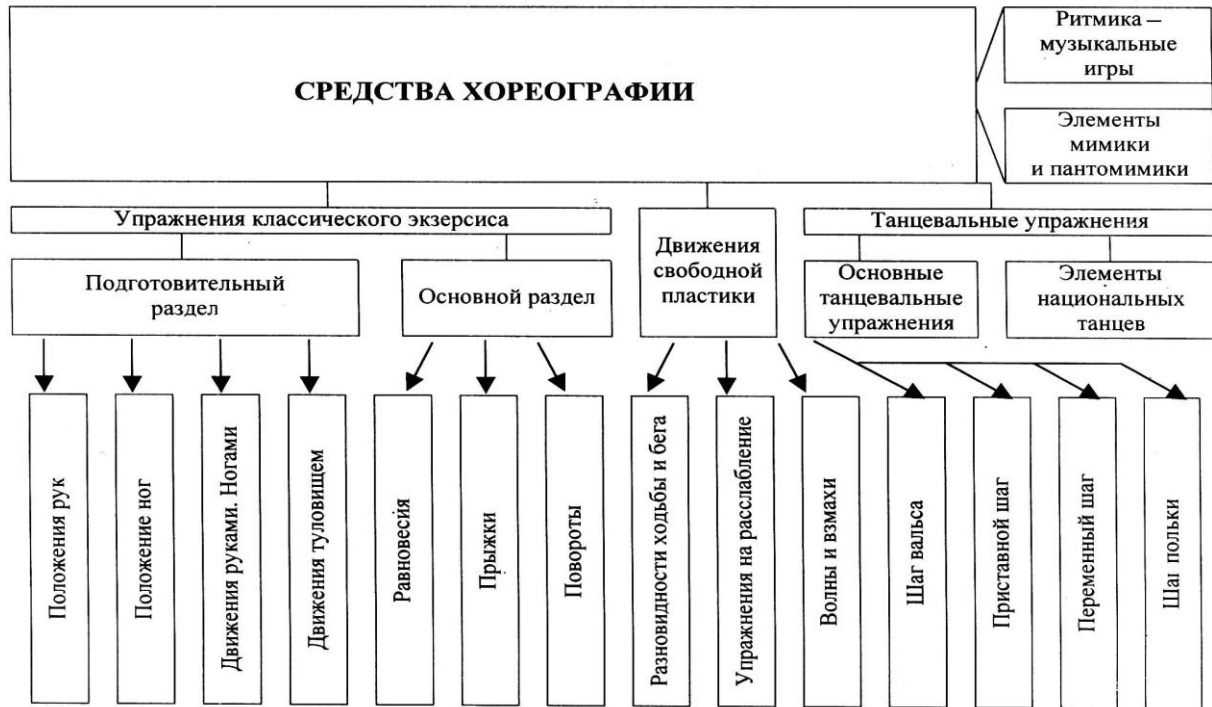 СРЕДСТВА ХОРЕОГРАФИИ
Ритмика –
музыкальные
игры
Элементы
мимики
и пантомимики
Упражнения классического экзерсиса
Подготовительный
раздел
Основной раздел
Движения
свободной
пластики
Танцевальные упражнения
Основные
танцевальные
упражнения
Элементы
национальных
танцев
Положения рук
Положение ног
Движения руками. Ногами
Движения туловищем
Равновесия
Прыжки
Повороты
Разновидности ходьбы и бега
Упражнения на расслабление
Волны и взмахи
Шаг вальса
Приставной шаг
Переменный шаг
Шаг польки